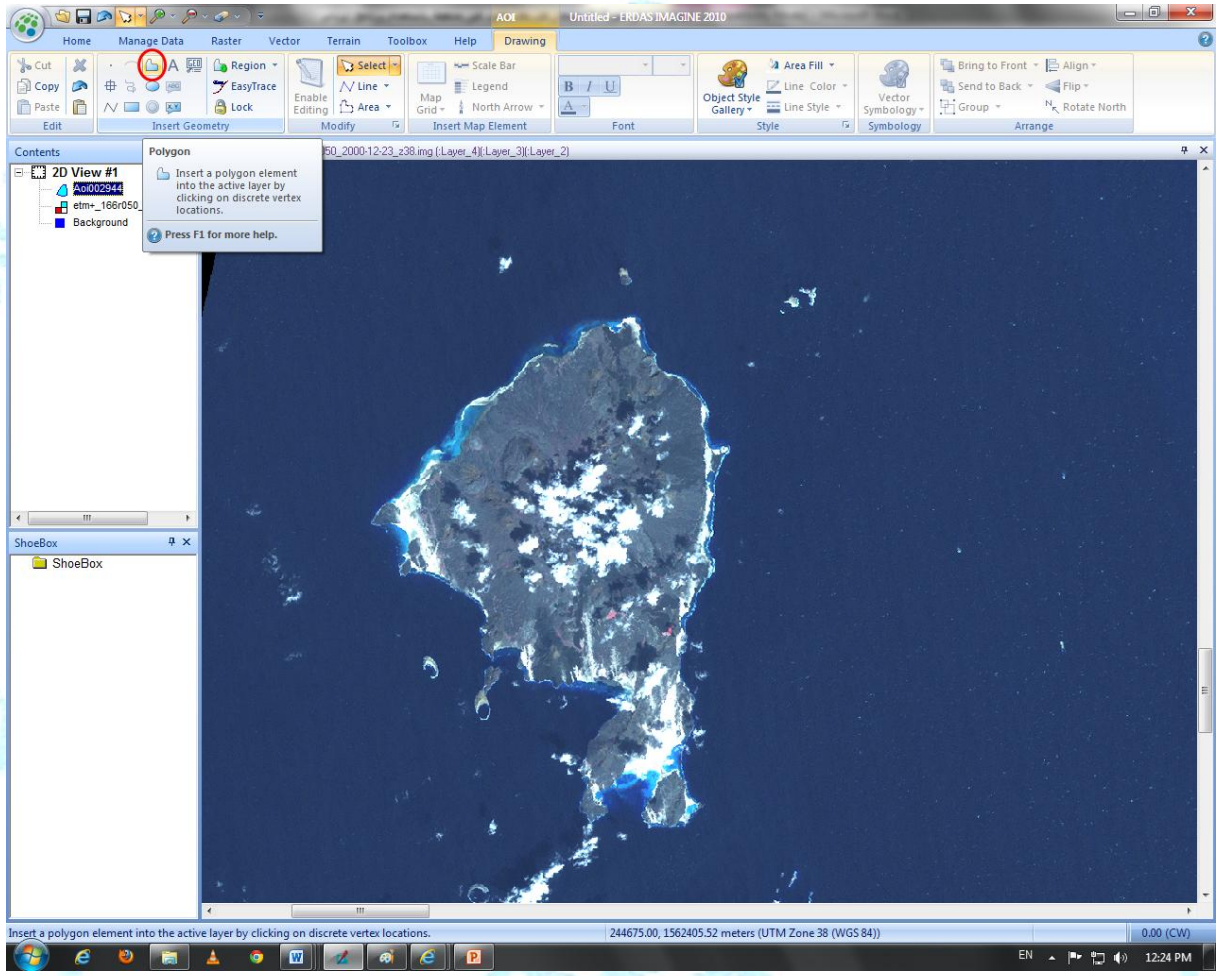 AOI Untitled - ERDAS IMAGINE 2010
Home Manage Data Raster Vector Terrain Toolbox Help Drawing
Cut
Copy
Paste
Edit
A GEO
Region
EasyTrace
Lock
Insert Geometry
Enable Editing
Select
Line
Area
Modify
Map Grid
Scale Bar
Legend
North Arrow
Insert Map Element
B I U
A
Font
Object Style Gallery
Area Fill
Line Color
Line Style
Style
Vector Symbology
Symbology
Bring to Front
Send to Back
Group
Align
Flip
Rotate North
Arrange
Contents
2D View #1
Aoi002944
etm+_166r050_
Background
Polygon
Insert a polygon element
into the active layer by
clicking on discrete vertex
locations.
Press F1 for more help.
50_2000-12-23_z38.img (:Layer_4)(:Layer_3)(:Layer_2)
ShoeBox
ShoeBox
Insert a polygon element into the active layer by clicking on discrete vertex locations.
244675.00, 1562405.52 meters (UTM Zone 38 (WGS 84))
0.00 (CW)
W
P
EN
12:24 PM